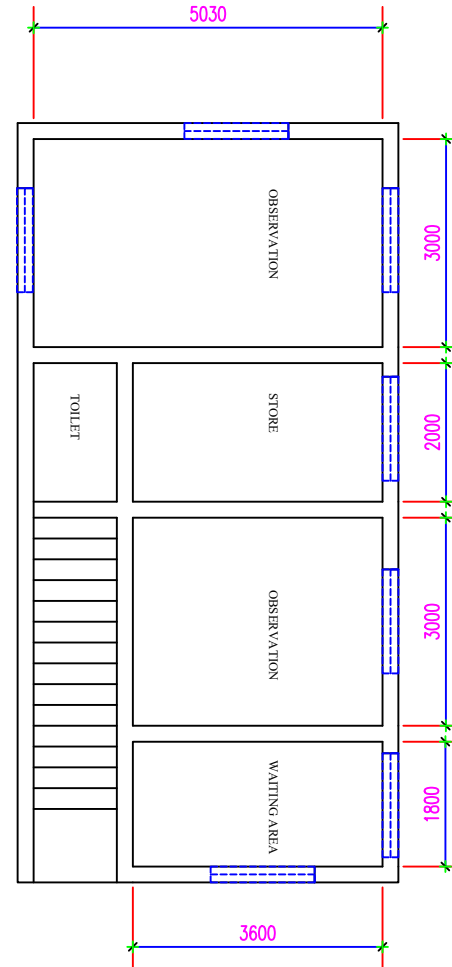 5030
OBSERVATION
3000
TOILET
STORE
2000
OBSERVATION
3000
WAITING AREA
1800
3600